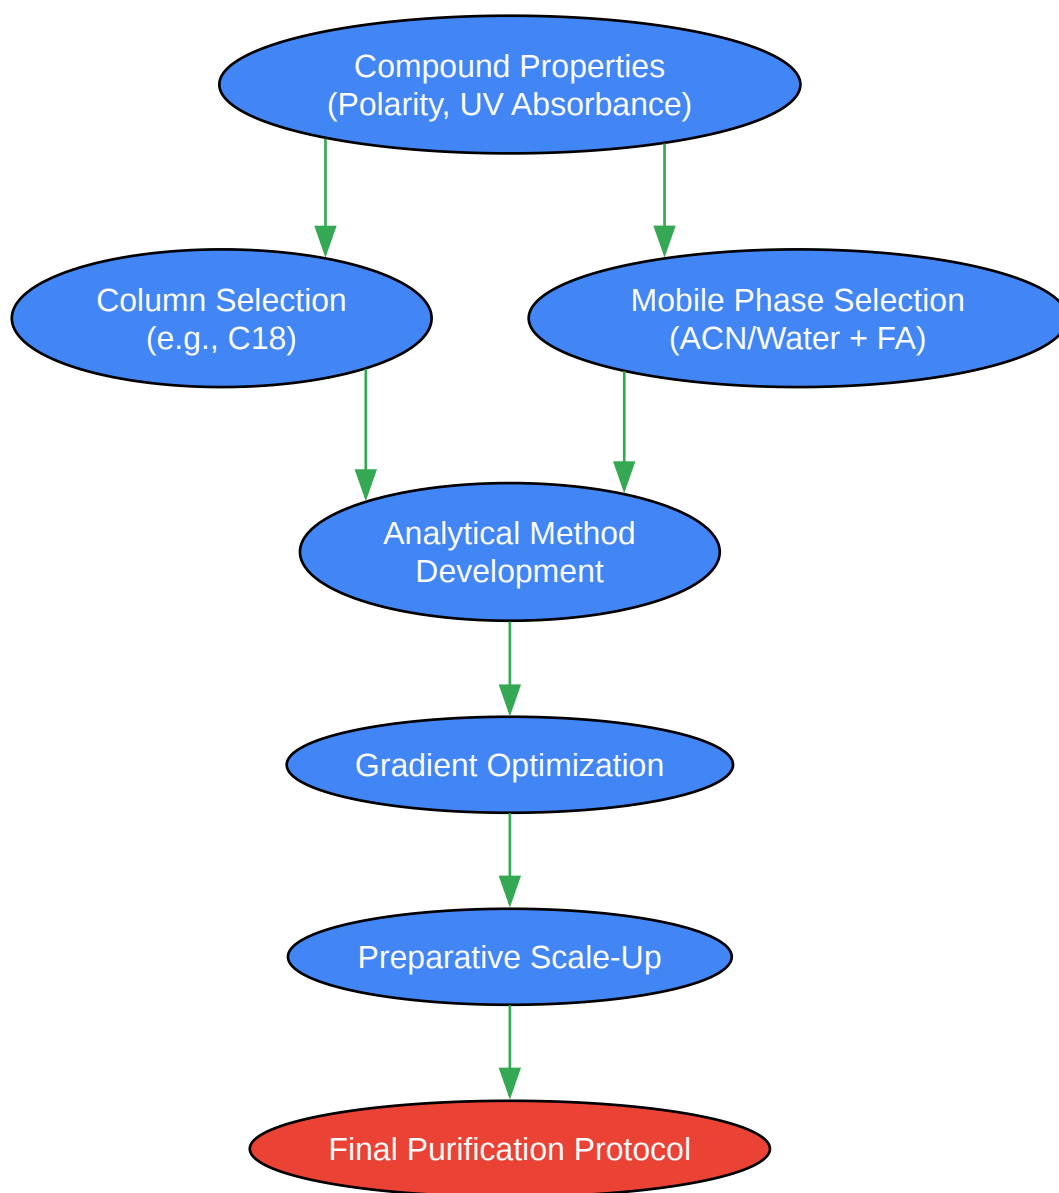 Compound Properties
(Polarity, UV Absorbance)
Column Selection
(e.g., C18)
Mobile Phase Selection
(ACN/Water + FA)
Analytical Method
Development
Gradient Optimization
Preparative Scale-Up
Final Purification Protocol